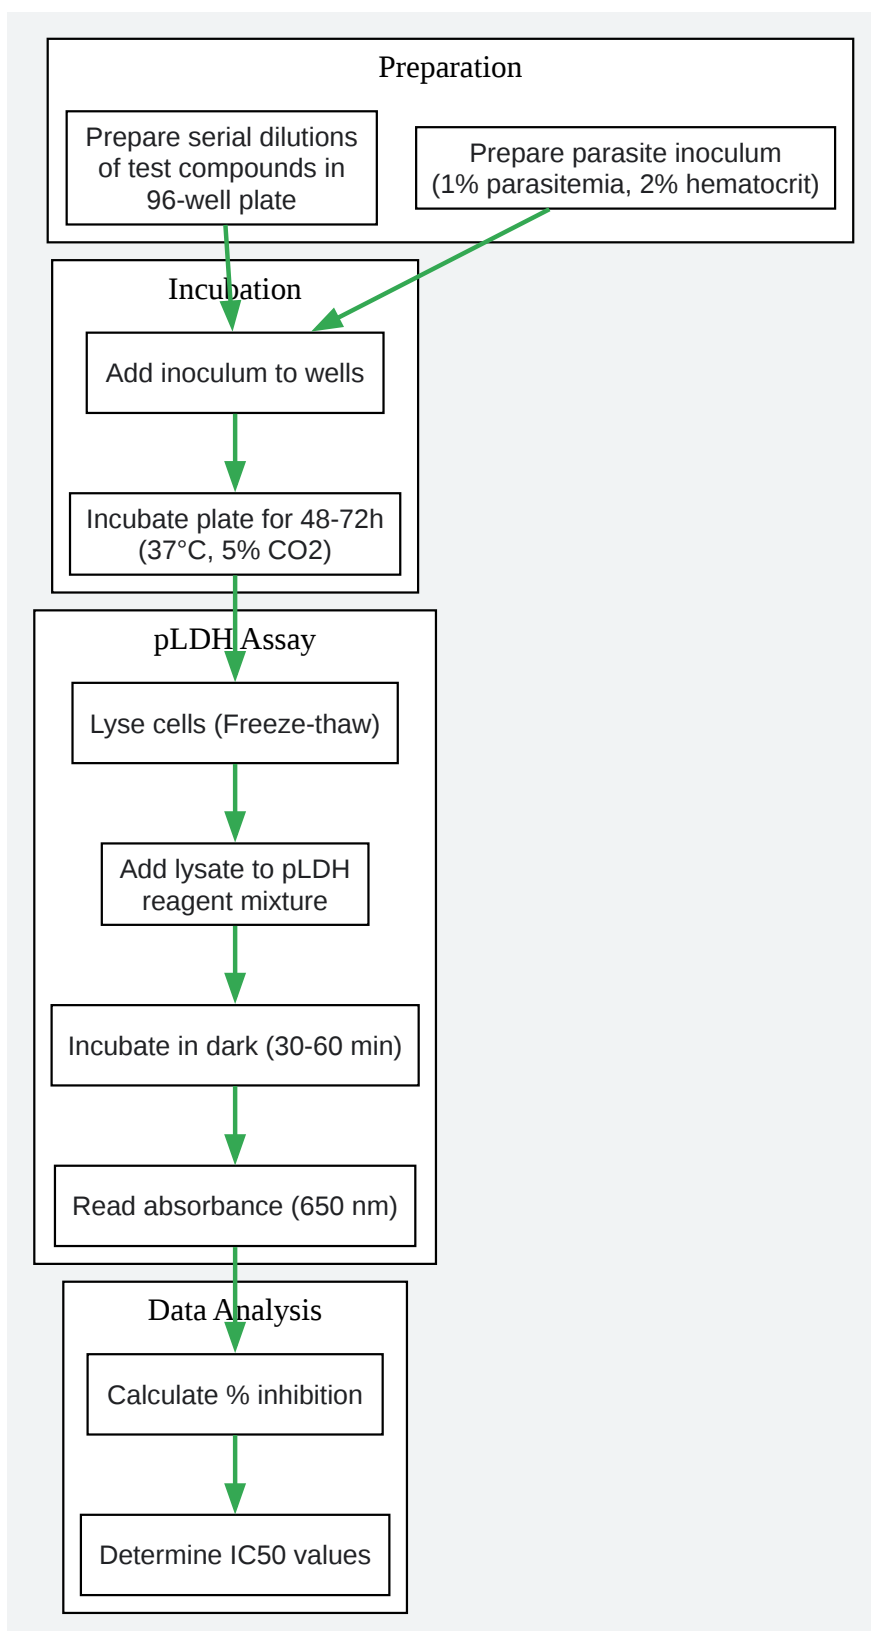 Preparation
Prepare serial dilutions
of test compounds in
96-well plate
Prepare parasite inoculum
(1% parasitemia, 2% hematocrit)
Incubation
Add inoculum to wells
Incubate plate for 48-72h
(37°C, 5% CO2)
pLDH Assay
Lyse cells (Freeze-thaw)
Add lysate to pLDH
reagent mixture
Incubate in dark (30-60 min)
Read absorbance (650 nm)
Data Analysis
Calculate % inhibition
Determine IC50 values